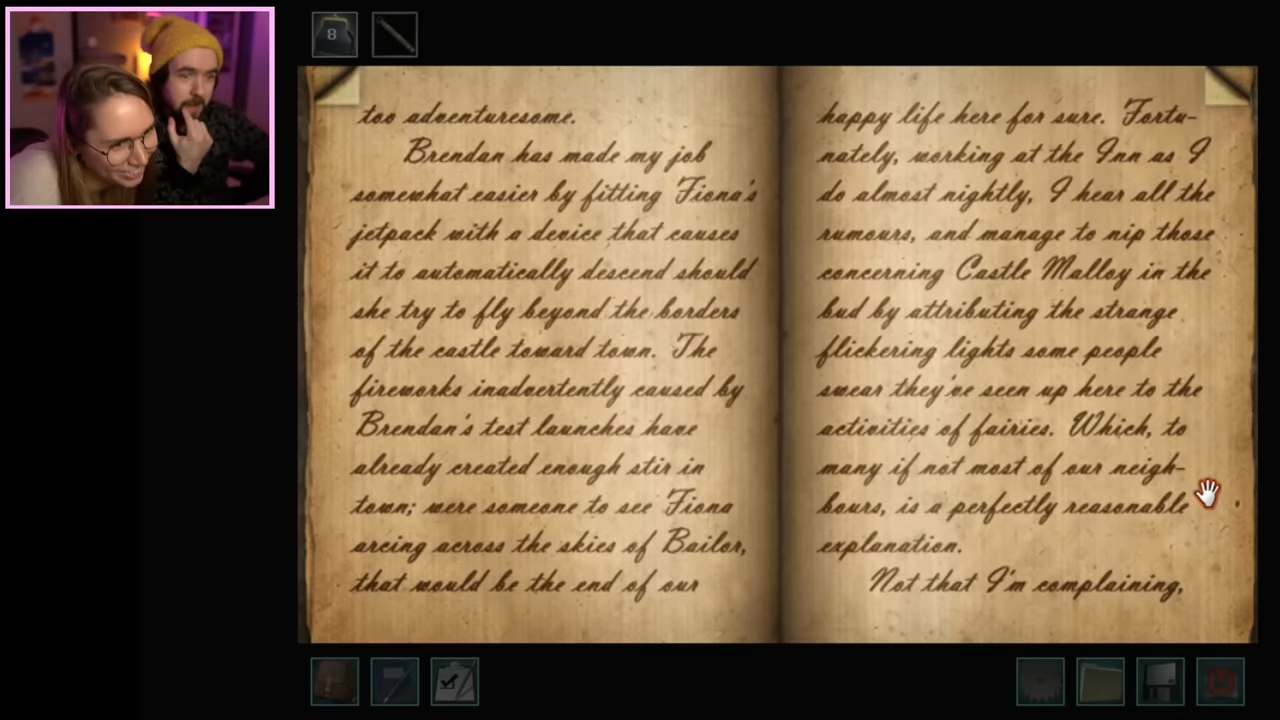 8
too adventuresome.
Brendan has made my job
somewhat easier by fitting Fiona's
jetpack with a device that causes
it to automatically descend should
she try to fly beyond the borders
of the castle toward town. The
fireworks inadvertently caused by
Brendan's test launches have
already created enough stir in
town; were someone to see Fiona
arcing across the skies of Bailor,
that would be the end of our
happy life here for sure. Fortu-
nately, working at the Inn as I
do almost nightly, I hear all the
rumours, and manage to nip those
concerning Castle Malloy in the
bud by attributing the strange
flickering lights some people
swear they've seen up here to the
activities of fairies. Which, to
many if not most of our neigh-
bours, is a perfectly reasonable
explanation.
Not that I'm complaining,